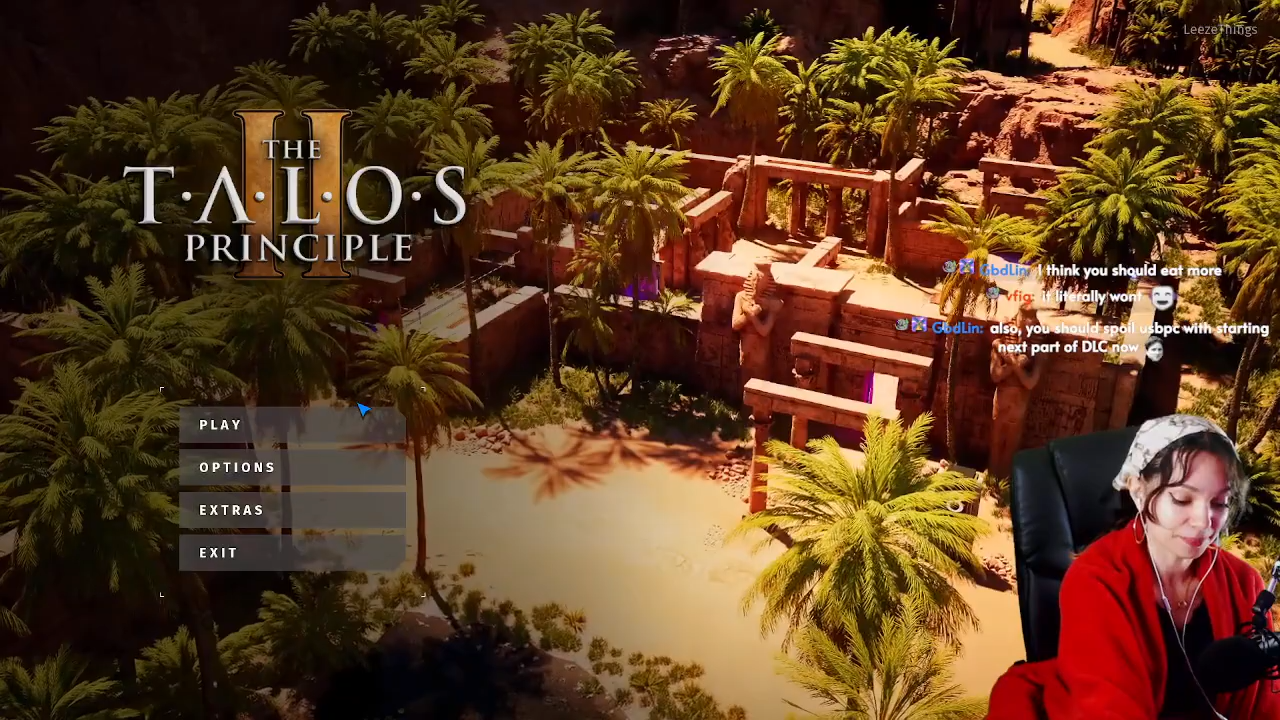 LeezeThings
II
THE
T·A·L·O·S
PRINCIPLE
GbdLin: I think you should eat more
vfig: it literally wont
GbdLin: also, you should spoil usbpc with starting
next part of DLC now
PLAY
OPTIONS
EXTRAS
EXIT